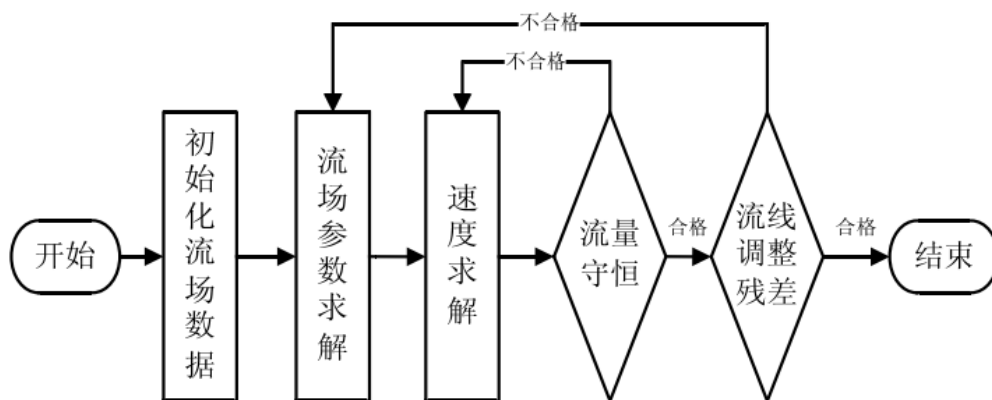 不合格
不合格
开始
初始化流场数据
流场参数求解
速度求解
流量
守恒
合格
流线
调整
残差
合格
结束